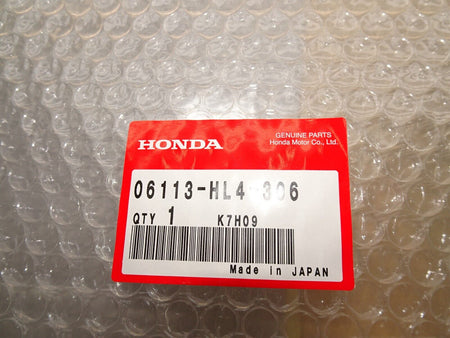 HONDA
GENUINE PARTS
Honda Motor Co., Ltd.
06113-HL4-306
QTY 1 K7H09
Made in JAPAN